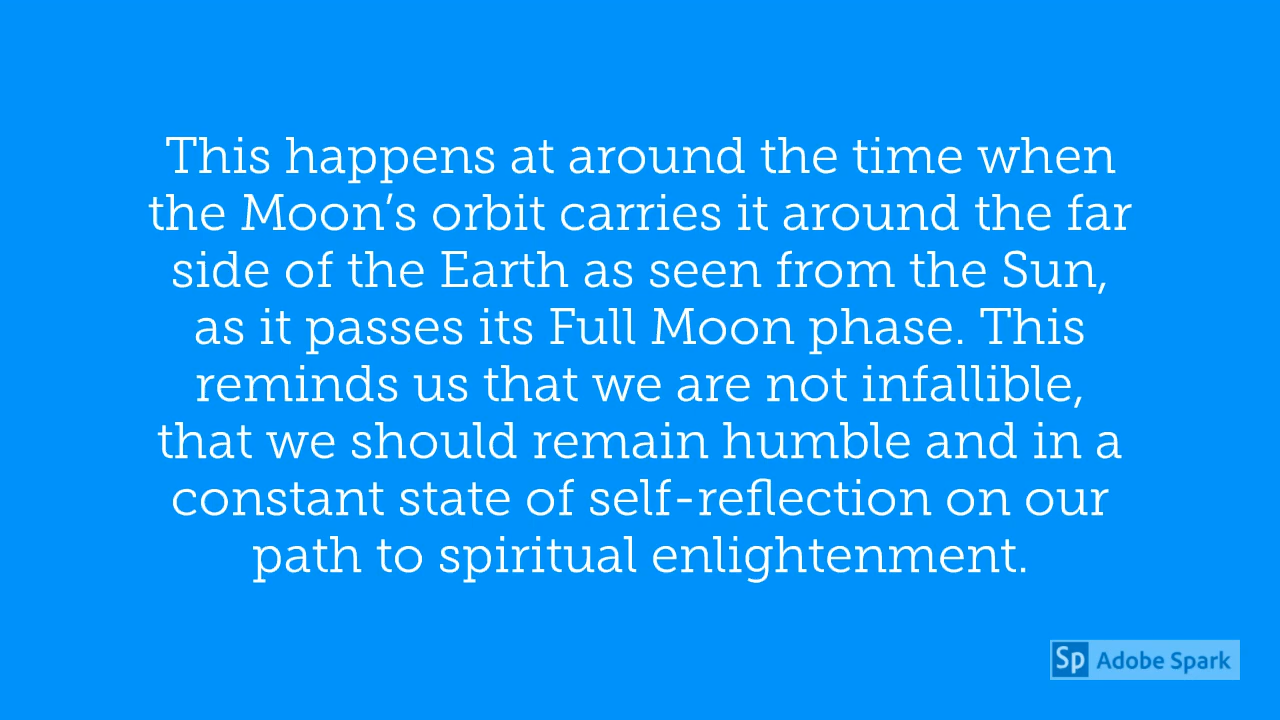 This happens at around the time when
the Moon’s orbit carries it around the far
side of the Earth as seen from the Sun,
as it passes its Full Moon phase. This
reminds us that we are not infallible,
that we should remain humble and in a
constant state of self-reflection on our
path to spiritual enlightenment.
Sp Adobe Spark